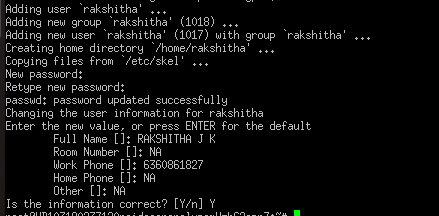 Adding user `rakshitha' ...
Adding new group `rakshitha' (1018) ...
Adding new user `rakshitha' (1017) with group `rakshitha' ...
Creating home directory `/home/rakshitha' ...
Copying files from `/etc/skel' ...
New password:
Retype new password:
passwd: password updated successfully
Changing the user information for rakshitha
Enter the new value, or press ENTER for the default
Full Name []: RAKSHITHA J K
Room Number []: NA
Work Phone []: 6360861827
Home Phone []: NA
Other []: NA
Is the information correct? [Y/n] Y